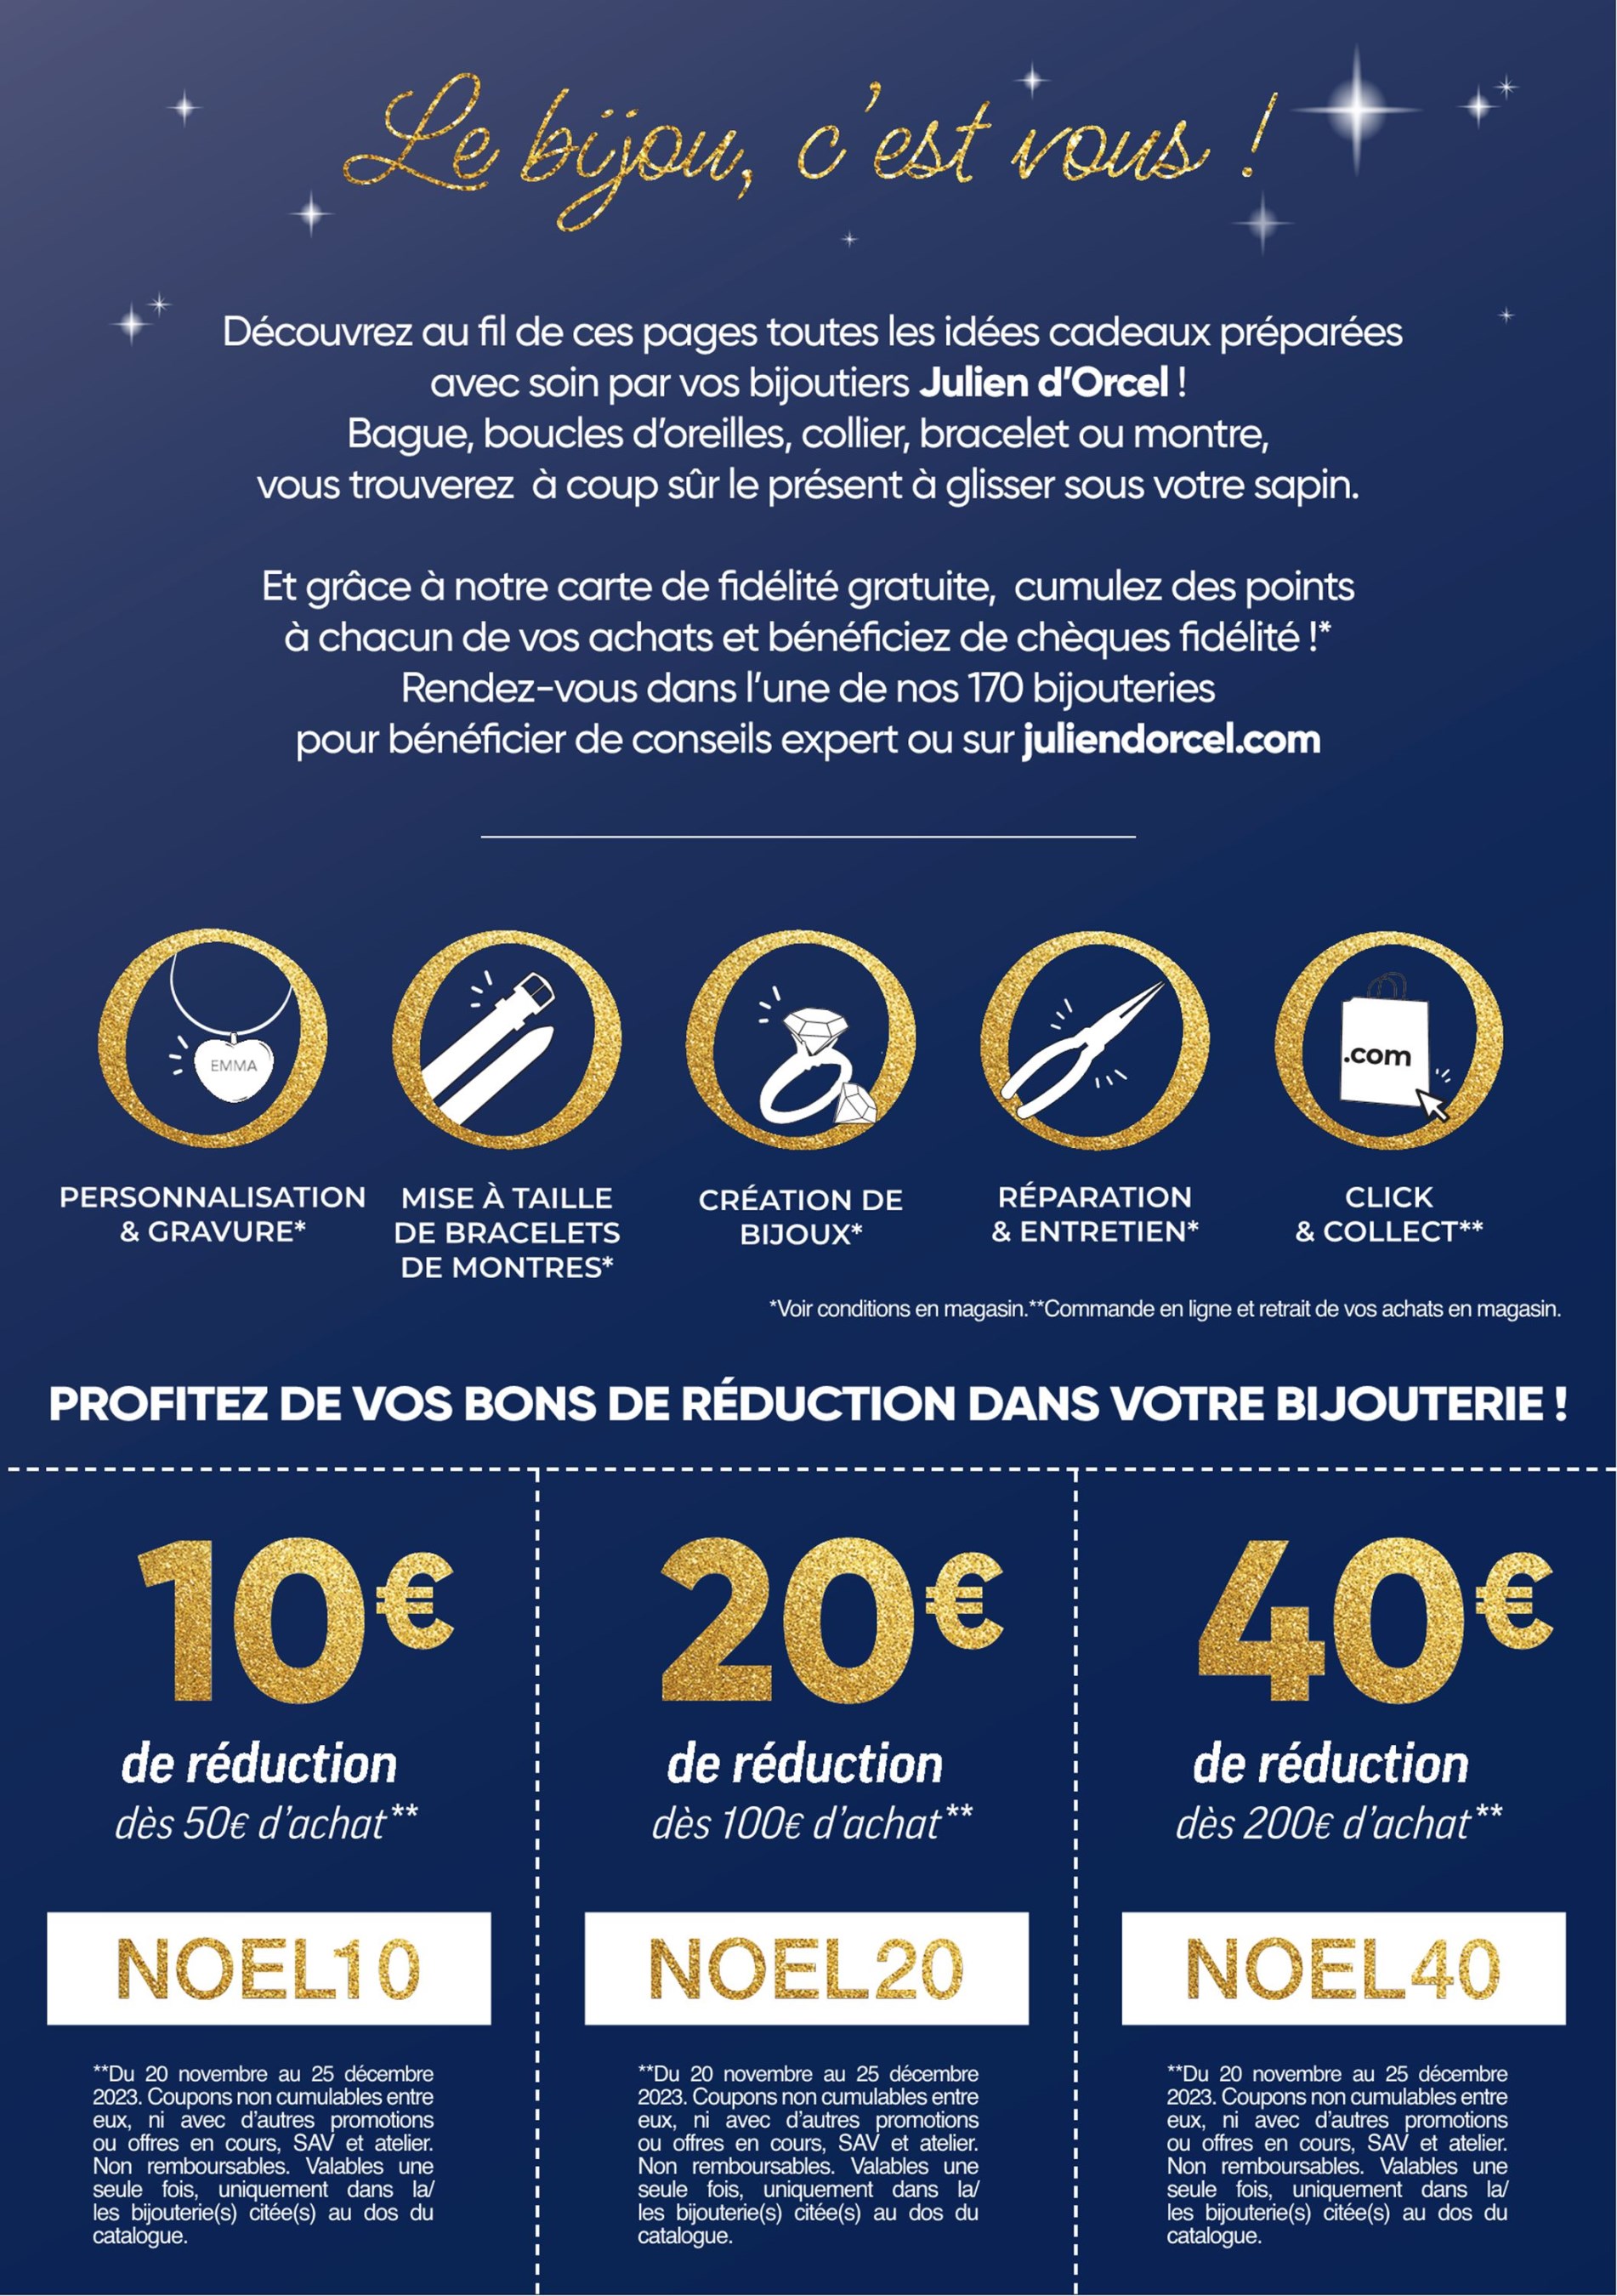 Le bijou, c'est vous !
Découvrez au fil de ces pages toutes les idées cadeaux préparées
avec soin par vos bijoutiers Julien d'Orcel !
Bague, boucles d'oreilles, collier, bracelet ou montre,
vous trouverez à coup sûr le présent à glisser sous votre sapin.
Et grâce à notre carte de fidélité gratuite, cumulez des points
à chacun de vos achats et bénéficiez de chèques fidélité !*
Rendez-vous dans l'une de nos 170 bijouteries
pour bénéficier de conseils expert ou sur juliendorcel.com
EMMA
.com
PERSONNALISATION
& GRAVURE*
MISE À TAILLE
DE BRACELETS
DE MONTRES*
CRÉATION DE
BIJOUX*
RÉPARATION
& ENTRETIEN*
CLICK
& COLLECT**
*Voir conditions en magasin.**Commande en ligne et retrait de vos achats en magasin.
PROFITEZ DE VOS BONS DE RÉDUCTION DANS VOTRE BIJOUTERIE !
10€
de réduction
dès 50€ d'achat**
NOEL10
**Du 20 novembre au 25 décembre
2023. Coupons non cumulables entre
eux, ni avec d'autres promotions
ou offres en cours, SAV et atelier.
Non remboursables. Valables une
seule fois, uniquement dans la/
les bijouterie(s) citée(s) au dos du
catalogue.
20€
de réduction
dès 100€ d'achat**
NOEL20
**Du 20 novembre au 25 décembre
2023. Coupons non cumulables entre
eux, ni avec d'autres promotions
ou offres en cours, SAV et atelier.
Non remboursables. Valables une
seule fois, uniquement dans la/
les bijouterie(s) citée(s) au dos du
catalogue.
40€
de réduction
dès 200€ d'achat**
NOEL40
**Du 20 novembre au 25 décembre
2023. Coupons non cumulables entre
eux, ni avec d'autres promotions
ou offres en cours, SAV et atelier.
Non remboursables. Valables une
seule fois, uniquement dans la/
les bijouterie(s) citée(s) au dos du
catalogue.